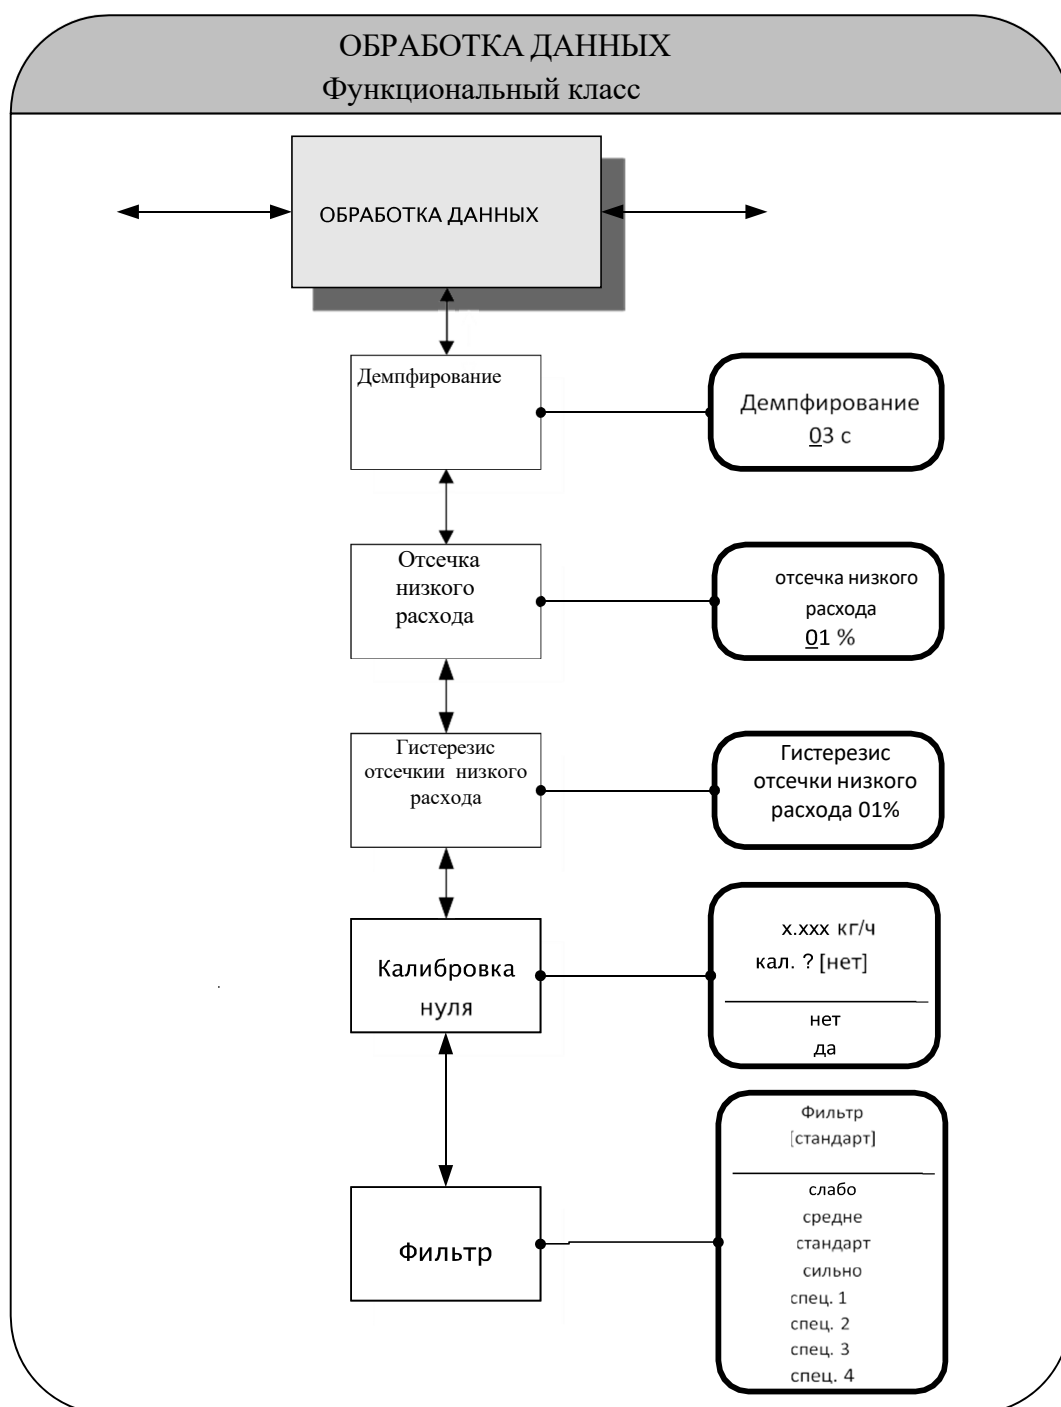 ОБРАБОТКА ДАННЫХ
Функциональный класс
ОБРАБОТКА ДАННЫХ
Демпфирование
Демпфирование
03 с
Отсечка
низкого
расхода
отсечка низкого
расхода
01 %
Гистерезис
отсечкии низкого
расхода
Гистерезис
отсечки низкого
расхода 01%
Калибровка
нуля
x.xxx кг/ч
кал. ? [нет]
нет
да
Фильтр
Фильтр
[стандарт]
слабо
средне
стандарт
сильно
спец. 1
спец. 2
спец. 3
спец. 4